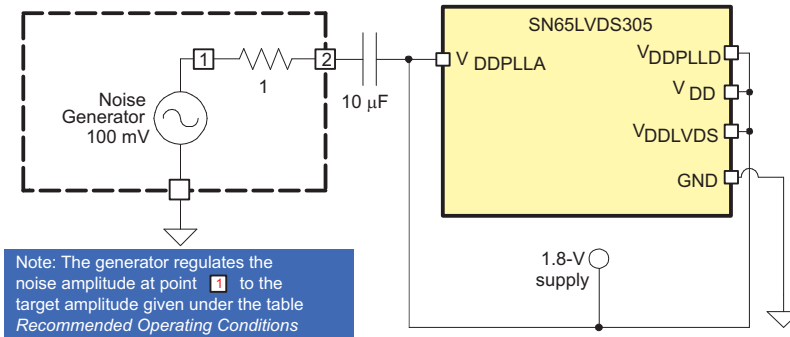 SN65LVDS305
1
2
V DDPLLA
VDDPLLD
V DD
VDDLVDS
GND
1
10 μF
Noise
Generator
100 mV
1.8-V
supply
Note: The generator regulates the
noise amplitude at point 1 to the
target amplitude given under the table
Recommended Operating Conditions